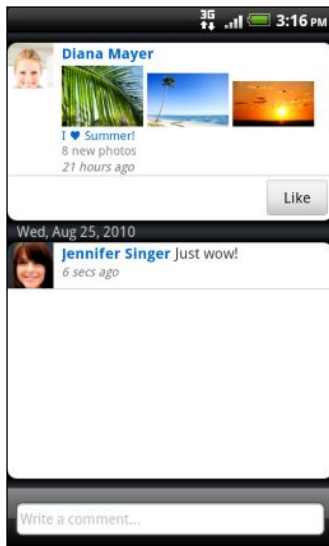 3G 3:16 PM
Diana Mayer
I ♥ Summer!
8 new photos
21 hours ago
Like
Wed, Aug 25, 2010
Jennifer Singer Just wow!
6 secs ago
Write a comment...